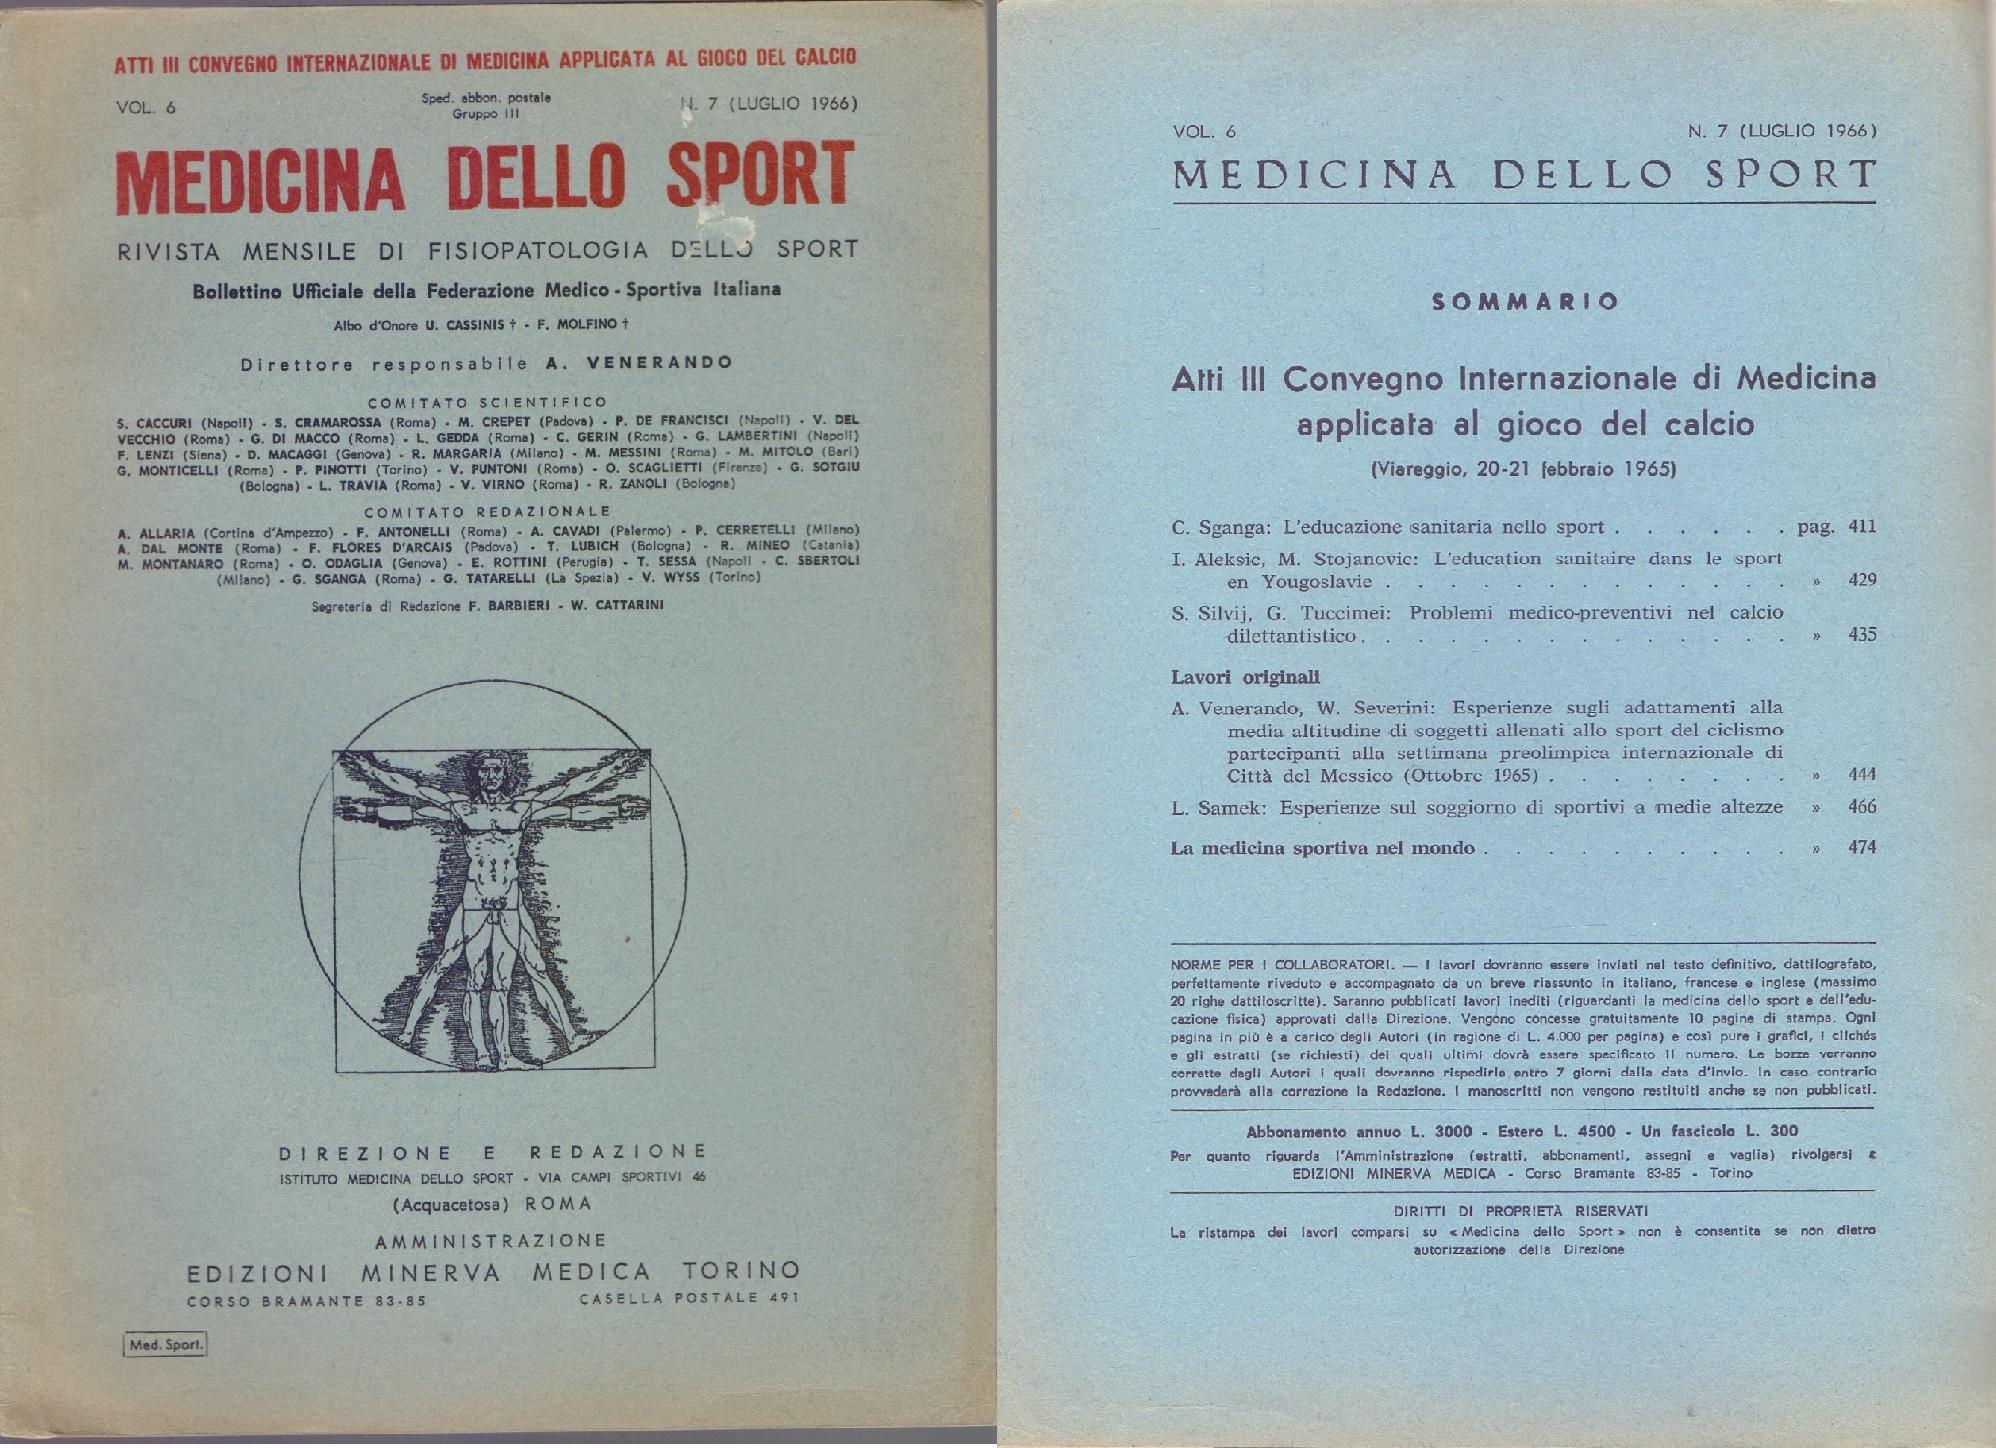 ATTI III CONVEGNO INTERNAZIONALE DI MEDICINA APPLICATA AL GIOCO DEL CALCIO
VOL. 6
Sped. abbon. postale
Gruppo III
N. 7 (LUGLIO 1966)
MEDICINA DELLO SPORT
RIVISTA MENSILE DI FISIOPATOLOGIA DELLO SPORT
Bollettino Ufficiale della Federazione Medico - Sportiva Italiana
Albo d'Onore U. CASSINIS † - F. MOLFINO †
Direttore responsabile A. VENERANDO
COMITATO SCIENTIFICO
S. CACCURI (Napoli) - S. CRAMAROSSA (Roma) - M. CREPET (Padova) - P. DE FRANCISCI (Napoli) - V. DEL
VECCHIO (Roma) - G. DI MACCO (Roma) - L. GEDDA (Roma) - C. GERIN (Roma) - G. LAMBERTINI (Napoli)
F. LENZI (Siena) - D. MACAGGI (Genova) - R. MARGARIA (Milano) - M. MESSINI (Roma) - M. MITOLO (Bari)
G. MONTICELLI (Roma) - P. PINOTTI (Torino) - V. PUNTONI (Roma) - O. SCAGLIETTI (Firenze) - G. SOTGIU
(Bologna) - L. TRAVIA (Roma) - V. VIRNO (Roma) - R. ZANOLI (Bologna)
COMITATO REDAZIONALE
A. ALLARIA (Cortina d'Ampezzo) - F. ANTONELLI (Roma) - A. CAVADI (Palermo) - P. CERRETELLI (Milano)
A. DAL MONTE (Roma) - F. FLORES D'ARCAIS (Padova) - T. LUBICH (Bologna) - R. MINEO (Catania)
M. MONTANARO (Roma) - O. ODAGLIA (Genova) - E. ROTTINI (Perugia) - T. SESSA (Napoli - C. SBERTOLI
(Milano) - G. SGANGA (Roma) - G. TATARELLI (La Spezia) - V. WYSS (Torino)
Segreteria di Redazione F. BARBIERI - W. CATTARINI
DIREZIONE E REDAZIONE
ISTITUTO MEDICINA DELLO SPORT - VIA CAMPI SPORTIVI 46
(Acquacetosa) ROMA
AMMINISTRAZIONE
EDIZIONI MINERVA MEDICA TORINO
CORSO BRAMANTE 83-85 CASELLA POSTALE 491
Med. Sport.
VOL. 6 N. 7 (LUGLIO 1966)
MEDICINA DELLO SPORT
SOMMARIO
Atti III Convegno Internazionale di Medicina
applicata al gioco del calcio
(Viareggio, 20-21 febbraio 1965)
C. Sganga: L'educazione sanitaria nello sport . . . . . . pag. 411
I. Aleksic, M. Stojanovic: L'education sanitaire dans le sport
en Yougoslavie . . . . . . . . . . . . . » 429
S. Silvij, G. Tuccimei: Problemi medico-preventivi nel calcio
dilettantistico . . . . . . . . . . . . . » 435
Lavori originali
A. Venerando, W. Severini: Esperienze sugli adattamenti alla
media altitudine di soggetti allenati allo sport del ciclismo
partecipanti alla settimana preolimpica internazionale di
Città del Messico (Ottobre 1965) . . . . . . . . » 444
L. Samek: Esperienze sul soggiorno di sportivi a medie altezze » 466
La medicina sportiva nel mondo . . . . . . . . . . » 474
NORME PER I COLLABORATORI. — I lavori dovranno essere inviati nel testo definitivo, dattilografato,
perfettamente riveduto e accompagnato da un breve riassunto in italiano, francese e inglese (massimo
20 righe dattiloscritte). Saranno pubblicati lavori inediti (riguardanti la medicina dello sport e dell'edu-
cazione fisica) approvati dalla Direzione. Vengono concesse gratuitamente 10 pagine di stampa. Ogni
pagina in più è a carico degli Autori (in ragione di L. 4.000 per pagina) e così pure i grafici, i clichés
e gli estratti (se richiesti) dei quali ultimi dovrà essere specificato il numero. Le bozze verranno
corrette dagli Autori i quali dovranno rispedirle entro 7 giorni dalla data d'invio. In caso contrario
provvederà alla correzione la Redazione. I manoscritti non vengono restituiti anche se non pubblicati.
Abbonamento annuo L. 3000 - Estero L. 4500 - Un fascicolo L. 300
Per quanto riguarda l'Amministrazione (estratti, abbonamenti, assegni e vaglia) rivolgersi a
EDIZIONI MINERVA MEDICA - Corso Bramante 83-85 - Torino
DIRITTI DI PROPRIETÀ RISERVATI
La ristampa dei lavori comparsi su « Medicina dello Sport » non è consentita se non dietro
autorizzazione della Direzione